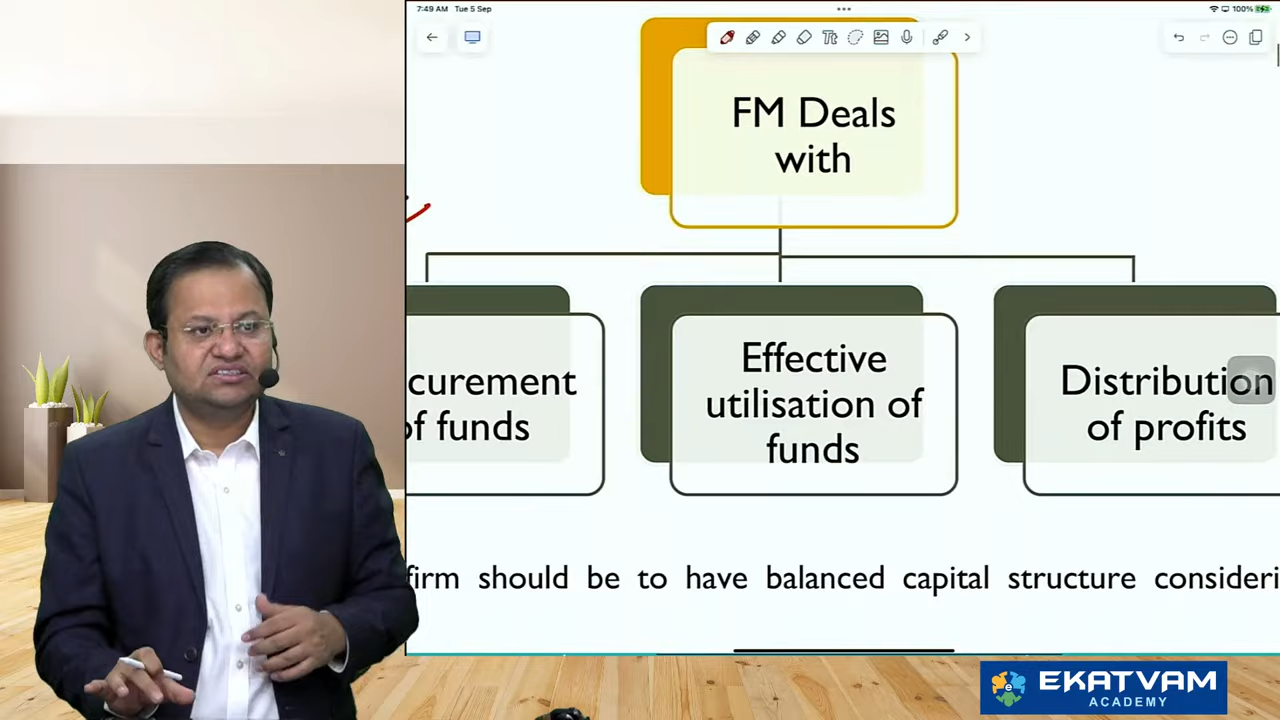 7:49 AM Tue 5 Sep
100%
FM Deals
with
curement
of funds
Effective
utilisation of
funds
Distribution
of profits
firm should be to have balanced capital structure consideri
EKATVAM
ACADEMY